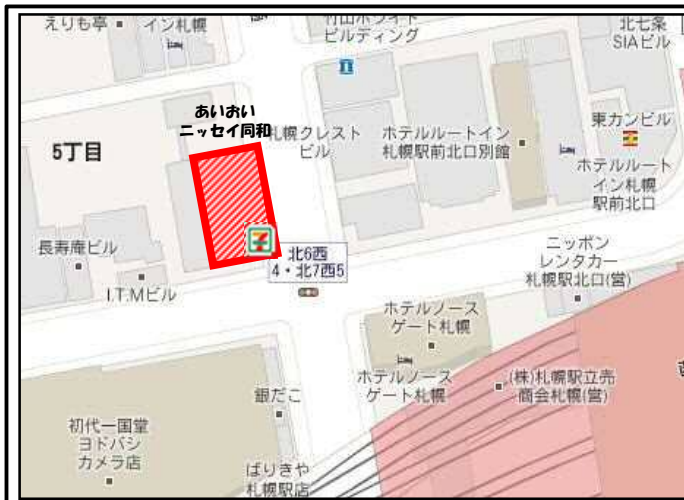 えりも亭
イン札幌
竹山ホワイト
ビルディング
北七条
SIAビル
あいおい
ニッセイ同和
札幌クレスト
ビル
ホテルルートイン
札幌駅前北口別館
東カンビル
5丁目
ホテルルート
イン札幌
駅前北口
長寿庵ビル
I.T.Mビル
北6西
4・北7西5
ニッポン
レンタカー
札幌駅北口(営)
ホテルノース
ゲート札幌
ホテルノース
ゲート札幌
(株)札幌駅立売
商会札幌(営)
銀だこ
初代一国堂
ヨドバシ
カメラ店
ばりきや
札幌駅店